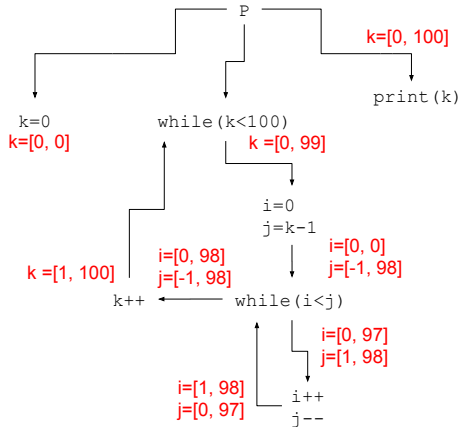 P
k=[0, 100]
print(k)
k=0
k=[0, 0]
while(k<100)
k =[0, 99]
i=0
j=k-1
i=[0, 0]
j=[-1, 98]
i=[0, 98]
j=[-1, 98]
k =[1, 100]
k++
while(i<j)
i=[0, 97]
j=[1, 98]
i=[1, 98]
j=[0, 97]
i++
j--